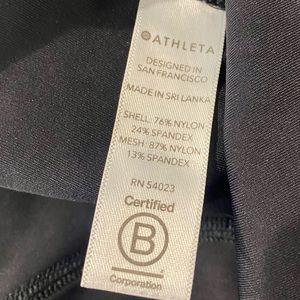 ATHLETA
DESIGNED IN
SAN FRANCISCO
MADE IN SRI LANKA
SHELL: 76% NYLON
24% SPANDEX
MESH: 87% NYLON
13% SPANDEX
RN 54023
Certified
B
Corporation